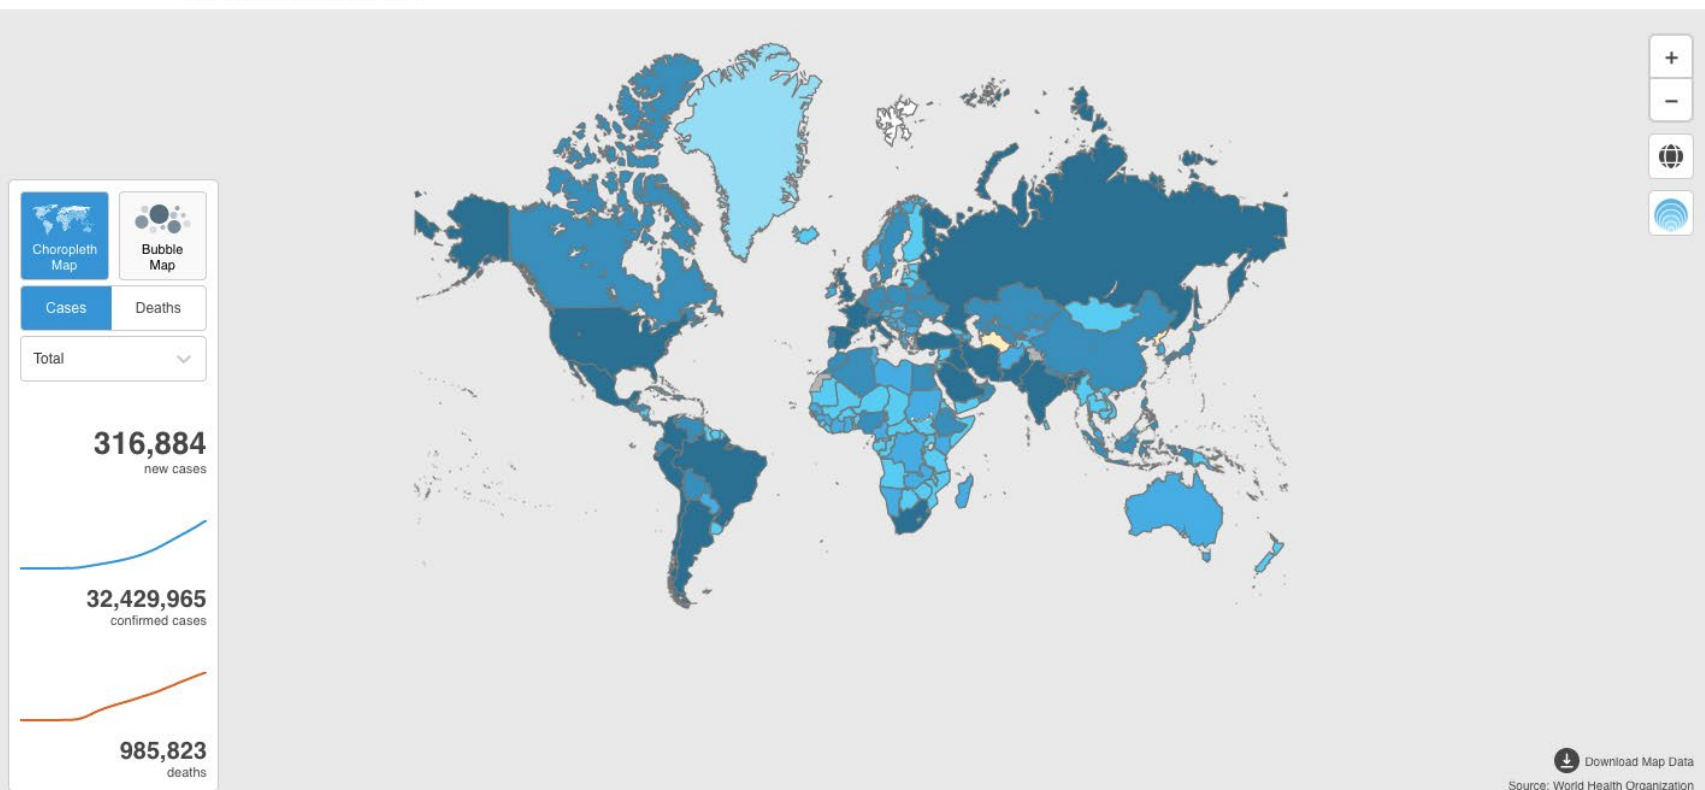 +
−
Choropleth
Map
Bubble
Map
Cases
Deaths
Total
316,884
new cases
32,429,965
confirmed cases
985,823
deaths
Download Map Data
Source: World Health Organization